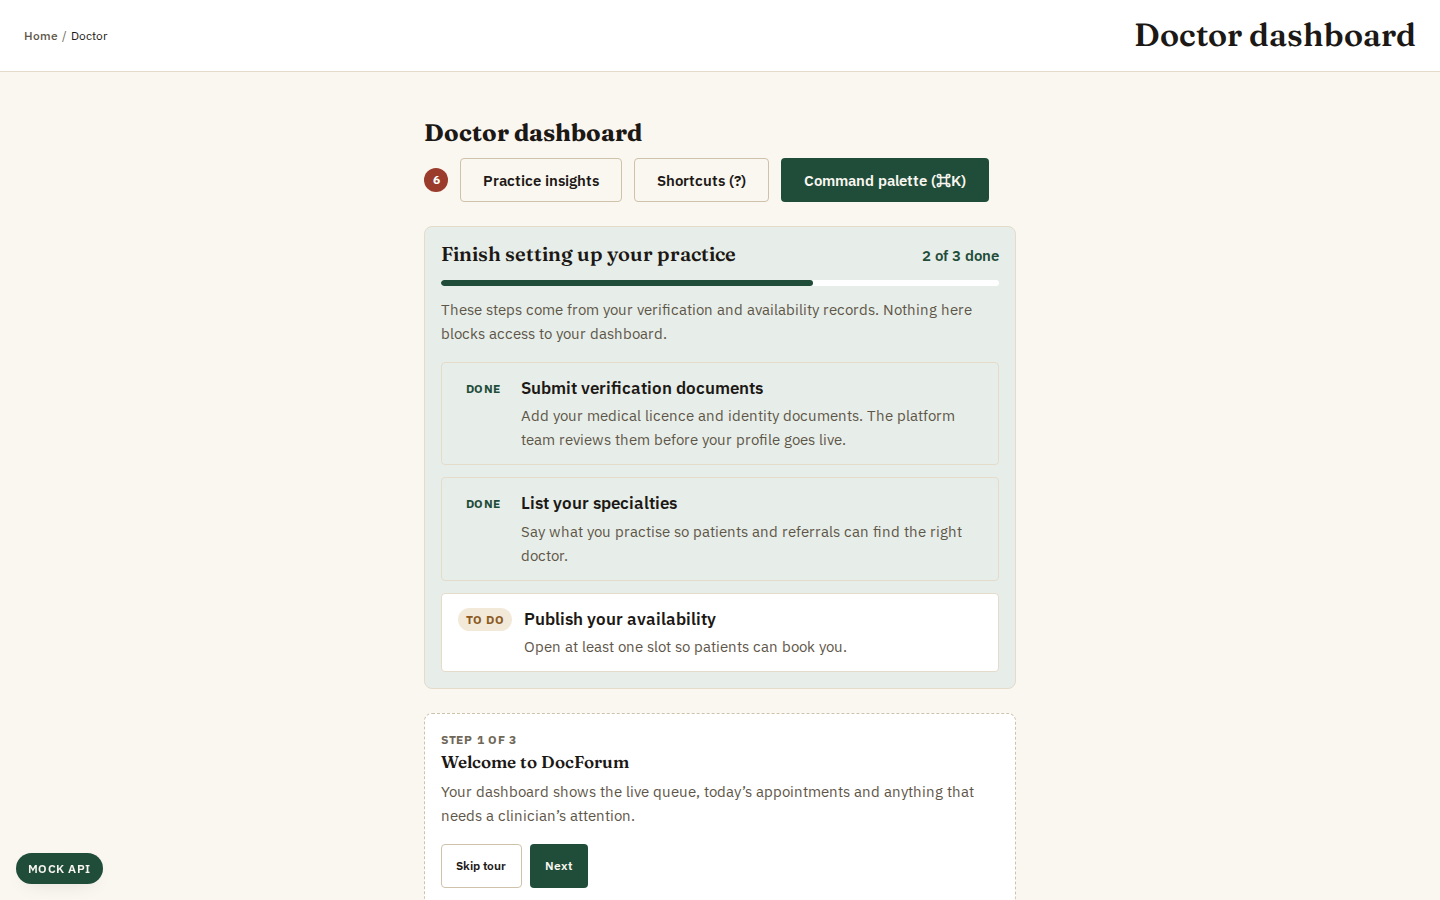 Home / Doctor
Doctor dashboard
Doctor dashboard
6
Practice insights
Shortcuts (?)
Command palette (⌘K)
Finish setting up your practice
2 of 3 done
These steps come from your verification and availability records. Nothing here
blocks access to your dashboard.
DONE
Submit verification documents
Add your medical licence and identity documents. The platform
team reviews them before your profile goes live.
DONE
List your specialties
Say what you practise so patients and referrals can find the right
doctor.
TO DO
Publish your availability
Open at least one slot so patients can book you.
STEP 1 OF 3
Welcome to DocForum
Your dashboard shows the live queue, today’s appointments and anything that
needs a clinician’s attention.
Skip tour
Next
MOCK API